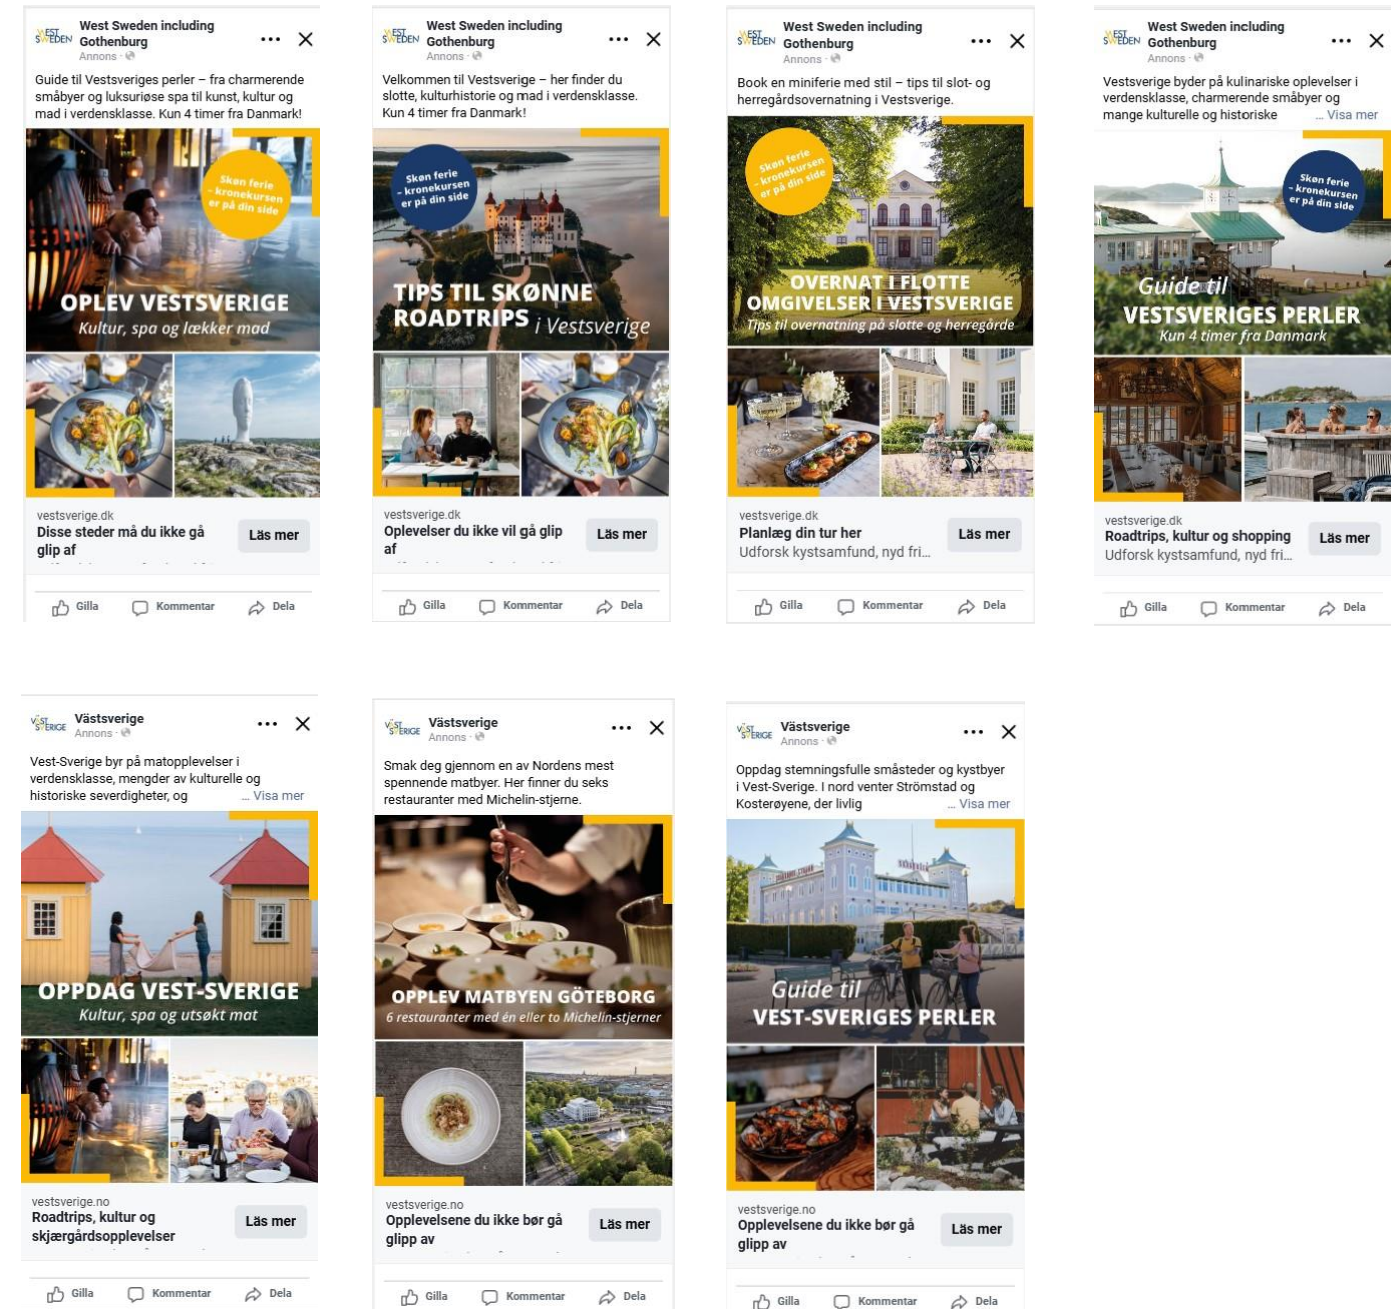 WEST SWEDEN
West Sweden including
Gothenburg
Annons ·
Guide til Vestsveriges perler – fra charmerende
småbyer og luksuriøse spa til kunst, kultur og
mad i verdensklasse. Kun 4 timer fra Danmark!
Skøn ferie
– kronekursen
er på din side
OPLEV VESTSVERIGE
Kultur, spa og lækker mad
vestsverige.dk
Disse steder må du ikke gå
glip af
Läs mer
Gilla Kommentar Dela
WEST SWEDEN
West Sweden including
Gothenburg
Annons ·
Velkommen til Vestsverige – her finder du
slotte, kulturhistorie og mad i verdensklasse.
Kun 4 timer fra Danmark!
Skøn ferie
– kronekursen
er på din side
TIPS TIL SKØNNE
ROADTRIPS i Vestsverige
vestsverige.dk
Oplevelser du ikke vil gå glip
af
Läs mer
Gilla Kommentar Dela
WEST SWEDEN
West Sweden including
Gothenburg
Annons ·
Book en miniferie med stil – tips til slot- og
herregårdsovernatning i Vestsverige.
Skøn ferie
– kronekursen
er på din side
OVERNAT I FLOTTE
OMGIVELSER I VESTSVERIGE
Tips til overnatning på slotte og herregårde
vestsverige.dk
Planlæg din tur her
Udforsk kystsamfund, nyd fri...
Läs mer
Gilla Kommentar Dela
WEST SWEDEN
West Sweden including
Gothenburg
Annons ·
Vestsverige byder på kulinariske oplevelser i
verdensklasse, charmerende småbyer og
mange kulturelle og historiske ... Visa mer
Skøn ferie
– kronekursen
er på din side
Guide til
VESTSVERIGES PERLER
Kun 4 timer fra Danmark
vestsverige.dk
Roadtrips, kultur og shopping
Udforsk kystsamfund, nyd fri...
Läs mer
Gilla Kommentar Dela
VÄSTSVERIGE
Västsverige
Annons ·
Vest-Sverige byr på matopplevelser i
verdensklasse, mengder av kulturelle og
historiske severdigheter, og ... Visa mer
OPPDAG VEST-SVERIGE
Kultur, spa og utsøkt mat
vestsverige.no
Roadtrips, kultur og
skjærgårdsopplevelser
Läs mer
Gilla Kommentar Dela
VÄSTSVERIGE
Västsverige
Annons ·
Smak deg gjennom en av Nordens mest
spennende matbyer. Her finner du seks
restauranter med Michelin-stjerne.
OPPLEV MATBYEN GÖTEBORG
6 restauranter med én eller to Michelin-stjerner
vestsverige.no
Opplevelsene du ikke bør gå
glipp av
Läs mer
Gilla Kommentar Dela
VÄSTSVERIGE
Västsverige
Annons ·
Oppdag stemningsfulle småsteder og kystbyer
i Vest-Sverige. I nord venter Strömstad og
Kosterøyene, der livlig ... Visa mer
Guide til
VEST-SVERIGES PERLER
vestsverige.no
Opplevelsene du ikke bør gå
glipp av
Läs mer
Gilla Kommentar Dela